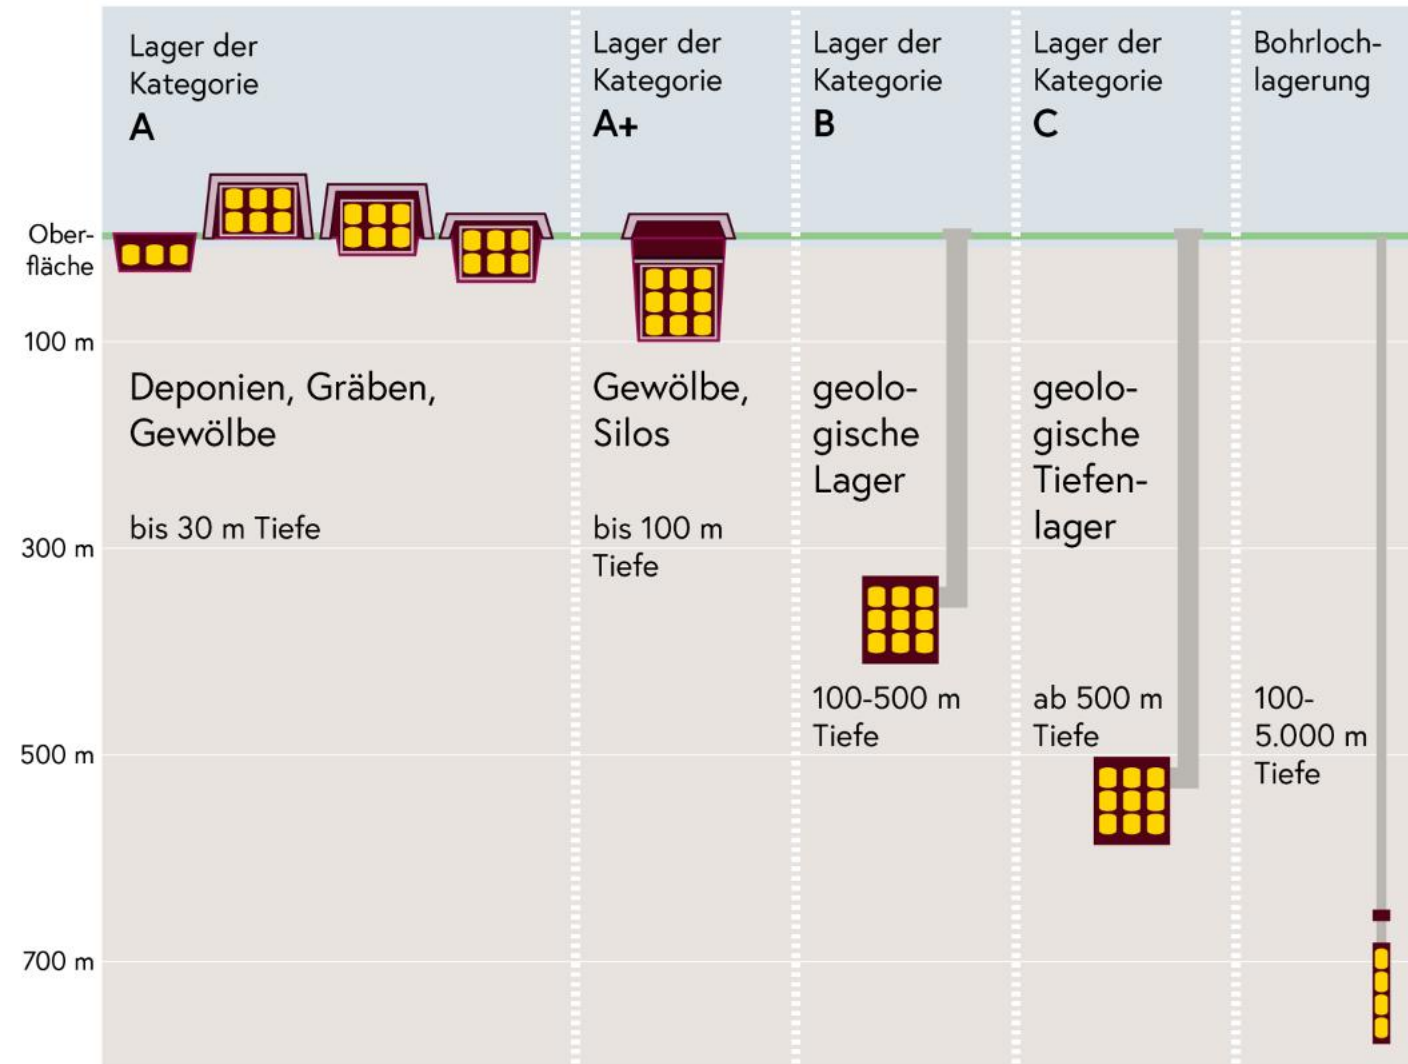 Lager der
Kategorie
A
Lager der
Kategorie
A+
Lager der
Kategorie
B
Lager der
Kategorie
C
Bohrloch-
lagerung
Ober-
fläche
100 m
300 m
500 m
700 m
Deponien, Gräben,
Gewölbe
bis 30 m Tiefe
Gewölbe,
Silos
bis 100 m
Tiefe
geolo-
gische
Lager
100-500 m
Tiefe
geolo-
gische
Tiefen-
lager
ab 500 m
Tiefe
100-
5.000 m
Tiefe